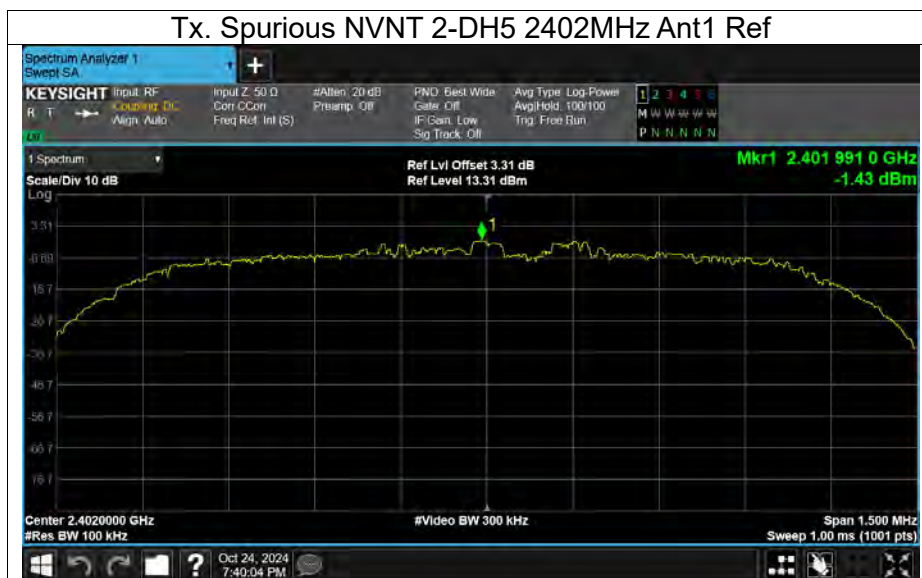 Tx. Spurious NVNT 2-DH5 2402MHz Ant1 Ref
Spectrum Analyzer 1
Swept SA
+
KEYSIGHT Input: RF
R T Coupling: DC
Align: Auto
Input Z: 50 Ω
Corr CCorr
Freq Ref: Int (S)
#Atten: 20 dB
Preamp: Off
PNO: Best Wide
Gate: Off
IF Gain: Low
Sig Track: Off
Avg Type: Log-Power
Avg|Hold: 100/100
Trig: Free Run
1 2 3 4 5 6
M W W W W W
P N N N N N
1 Spectrum
Scale/Div 10 dB
Log
Ref Lvl Offset 3.31 dB
Ref Level 13.31 dBm
Mkr1 2.401 991 0 GHz
-1.43 dBm
1
3.31
-6.69
-16.7
-26.7
-36.7
-46.7
-56.7
-66.7
-76.7
Center 2.4020000 GHz
#Res BW 100 kHz
#Video BW 300 kHz
Span 1.500 MHz
Sweep 1.00 ms (1001 pts)
?
Oct 24, 2024
7:40:04 PM